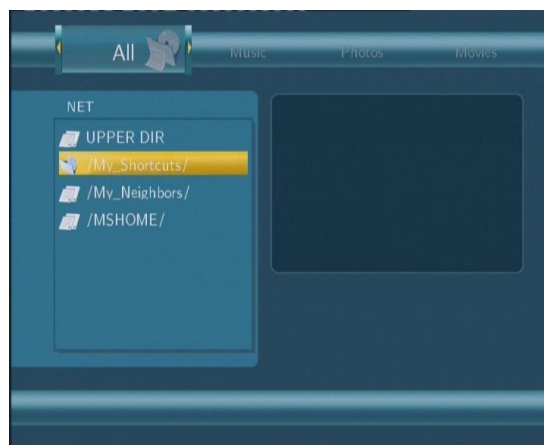 All
Music
Photos
Movies
NET
UPPER DIR
/My_Shortcuts/
/My_Neighbors/
/MSHOME/